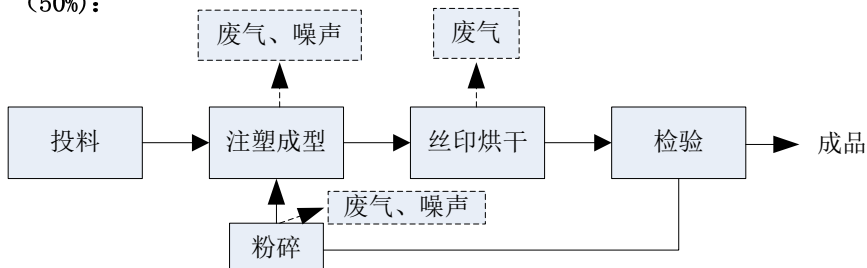 （50%）：
废气、噪声
废气
投料
注塑成型
丝印烘干
检验
成品
废气、噪声
粉碎